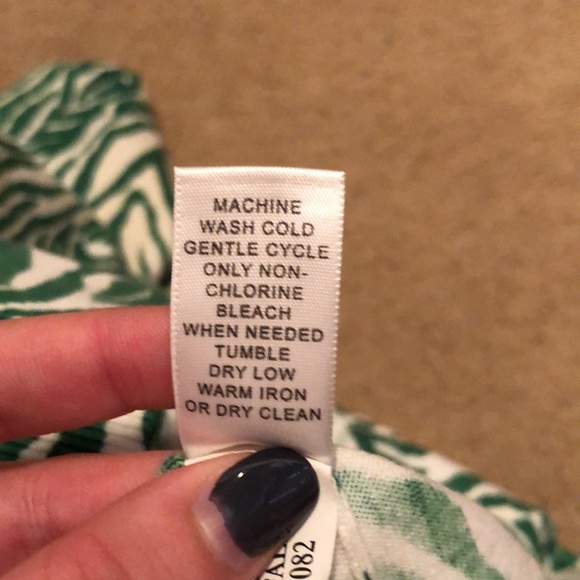 MACHINE
WASH COLD
GENTLE CYCLE
ONLY NON-
CHLORINE
BLEACH
WHEN NEEDED
TUMBLE
DRY LOW
WARM IRON
OR DRY CLEAN
082